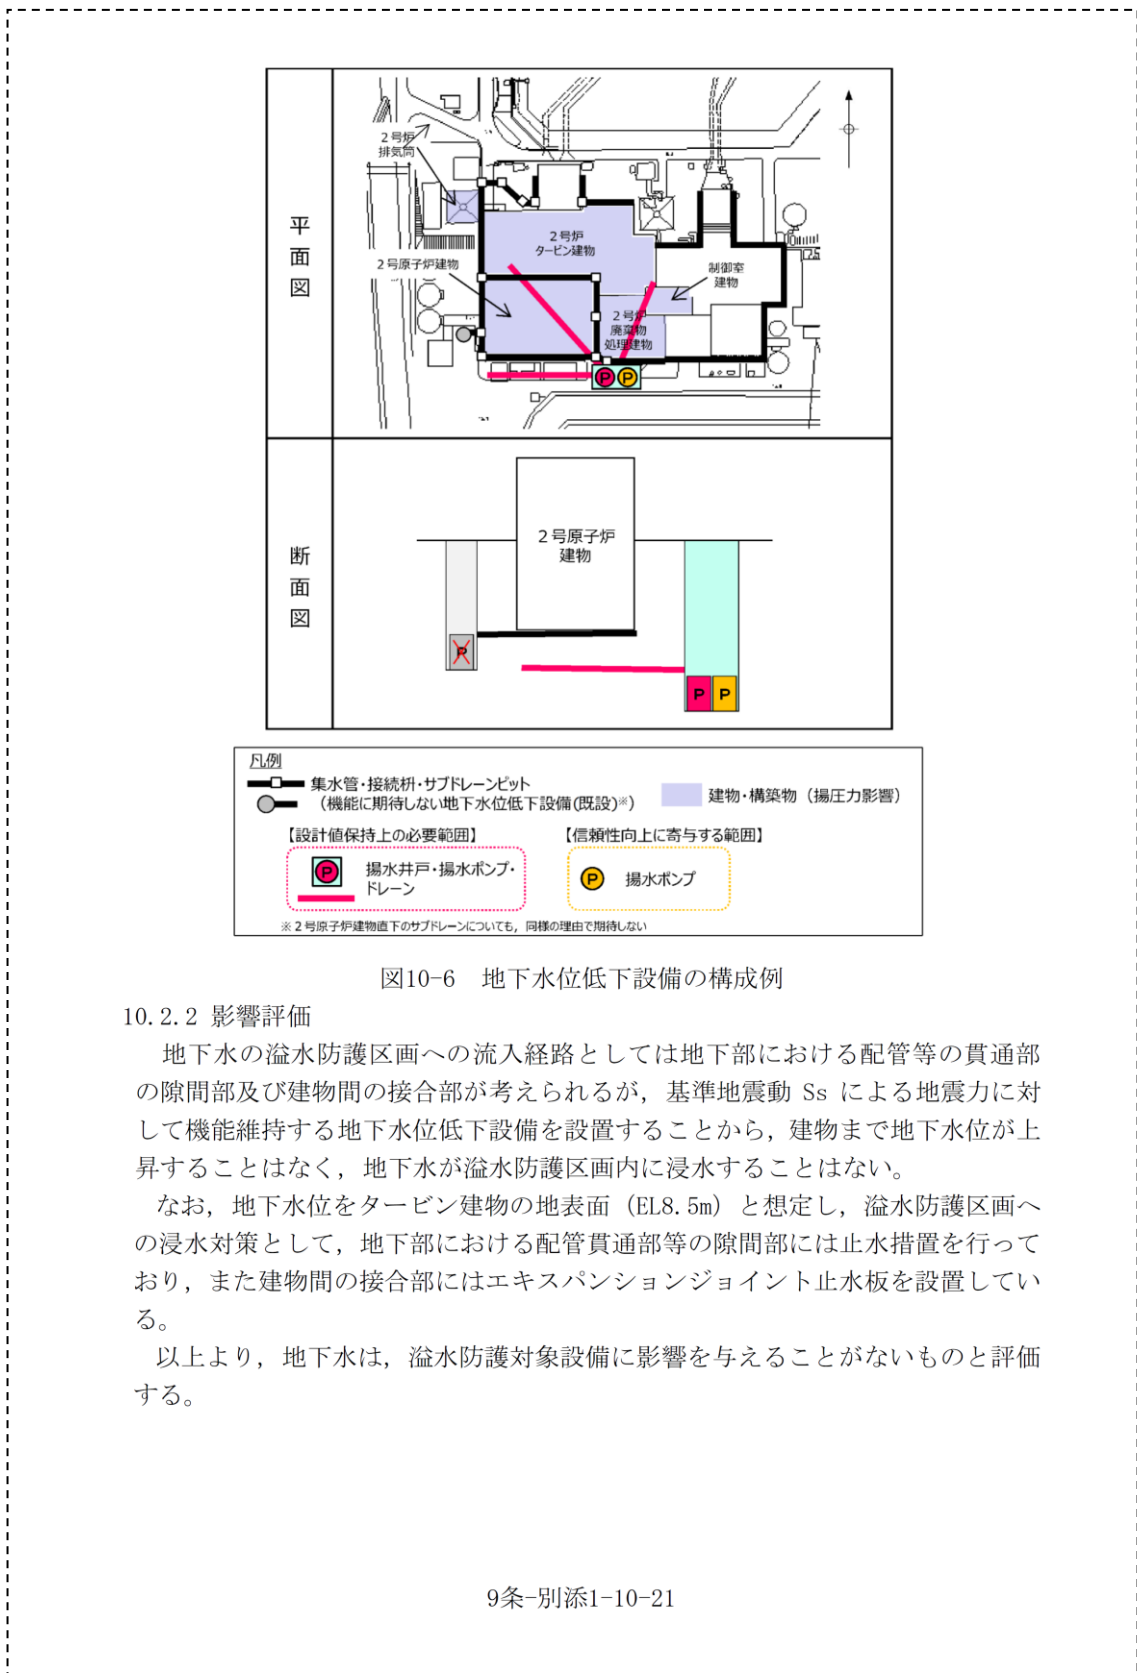 平面図
2号炉
排気筒
2号炉
タービン建物
2号原子炉建物
制御室
建物
2号炉
廃棄物
処理建物
P P
断面図
2号原子炉
建物
P
P P
凡例
集水管・接続枡・サブドレーンピット
（機能に期待しない地下水位低下設備(既設)※）
建物・構築物（揚圧力影響）
【設計値保持上の必要範囲】
【信頼性向上に寄与する範囲】
P
揚水井戸・揚水ポンプ・
ドレーン
P
揚水ポンプ
※2号原子炉建物直下のサブドレーンについても，同様の理由で期待しない
図10-6　地下水位低下設備の構成例
10.2.2 影響評価
地下水の溢水防護区画への流入経路としては地下部における配管等の貫通部
の隙間部及び建物間の接合部が考えられるが，基準地震動 Ss による地震力に対
して機能維持する地下水位低下設備を設置することから，建物まで地下水位が上
昇することはなく，地下水が溢水防護区画内に浸水することはない。
なお，地下水位をタービン建物の地表面（EL8.5m）と想定し，溢水防護区画へ
の浸水対策として，地下部における配管貫通部等の隙間部には止水措置を行って
おり，また建物間の接合部にはエキスパンションジョイント止水板を設置してい
る。
以上より，地下水は，溢水防護対象設備に影響を与えることがないものと評価
する。
9条-別添1-10-21